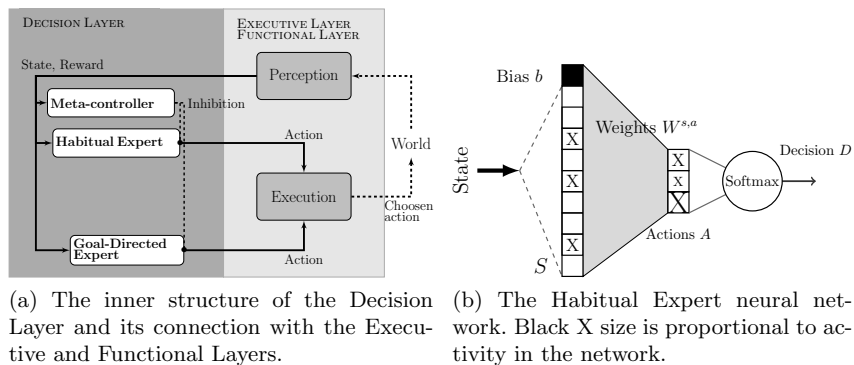 DECISION LAYER
EXECUTIVE LAYER
FUNCTIONAL LAYER
State, Reward
Perception
Meta-controller
Inhibition
Habitual Expert
Action
World
Execution
Choosen
action
Goal-Directed
Expert
Action
(a) The inner structure of the Decision
Layer and its connection with the Execu-
tive and Functional Layers.
Bias b
Weights W^{s,a}
X
X
X
X
X
X
State
S
Actions A
Softmax
Decision D
(b) The Habitual Expert neural net-
work. Black X size is proportional to ac-
tivity in the network.